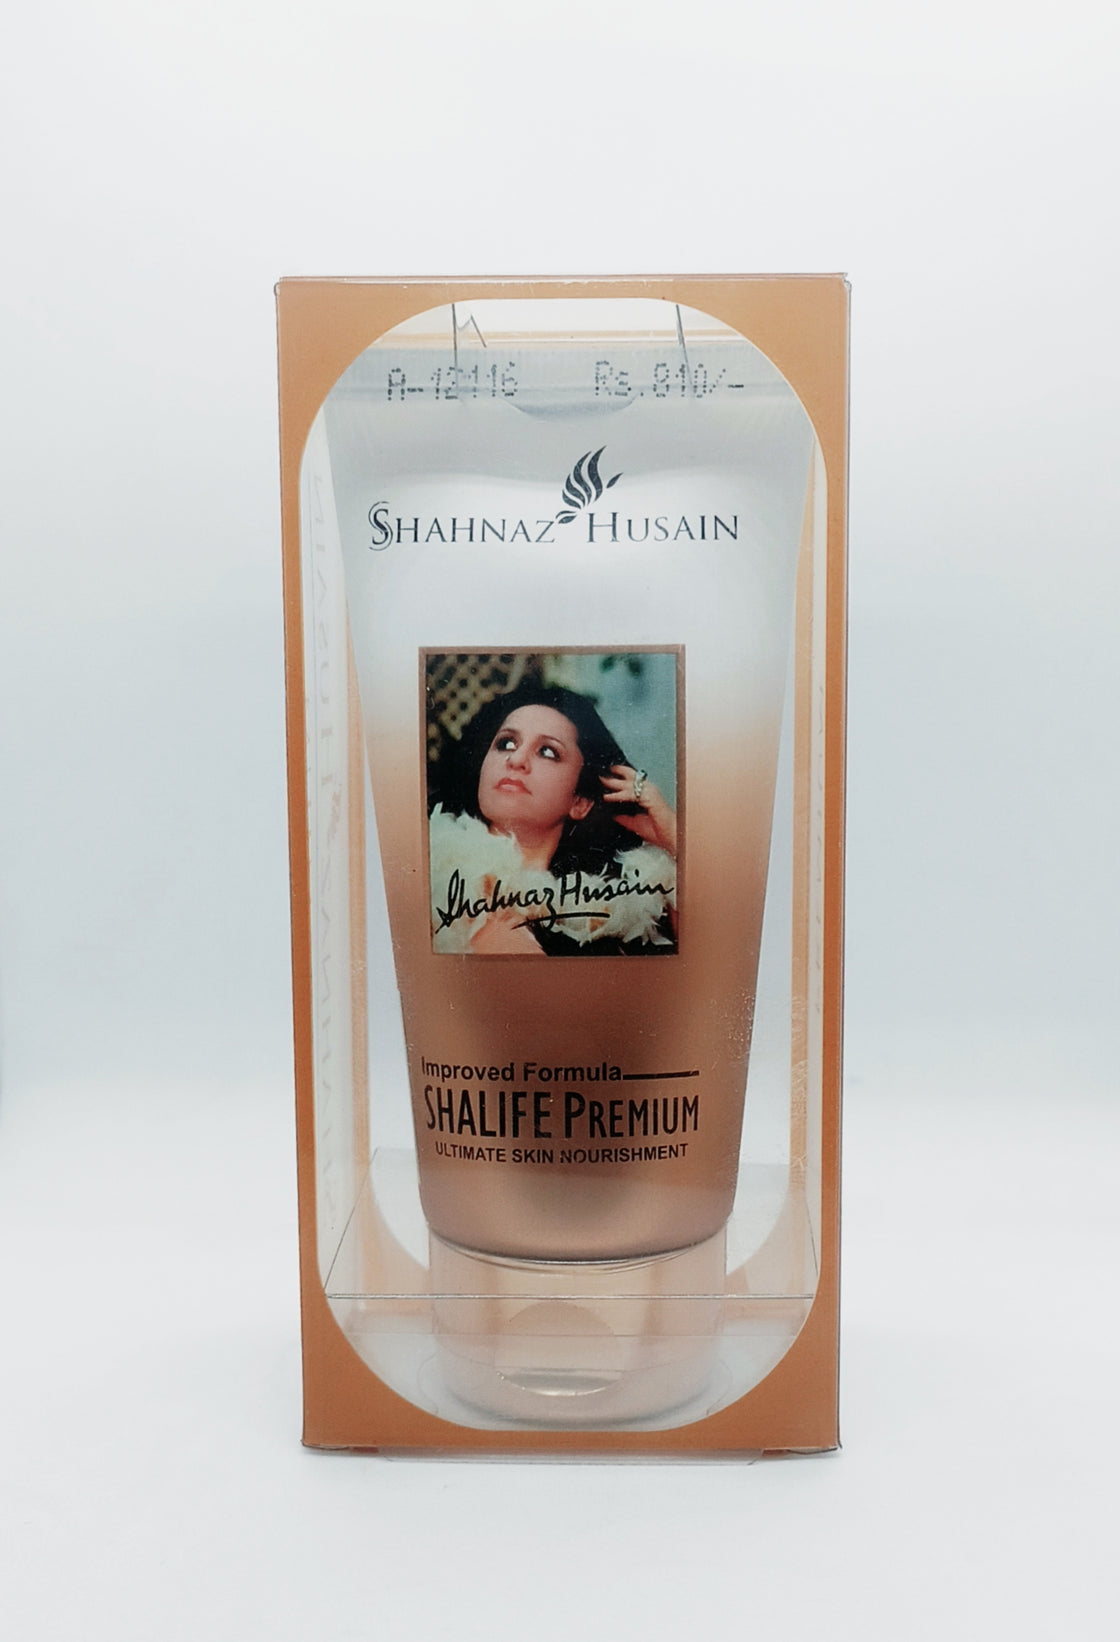 A-12116 Rs.810/-
SHAHNAZ HUSAIN
Shahnaz Husain
Improved Formula
SHALIFE PREMIUM
ULTIMATE SKIN NOURISHMENT